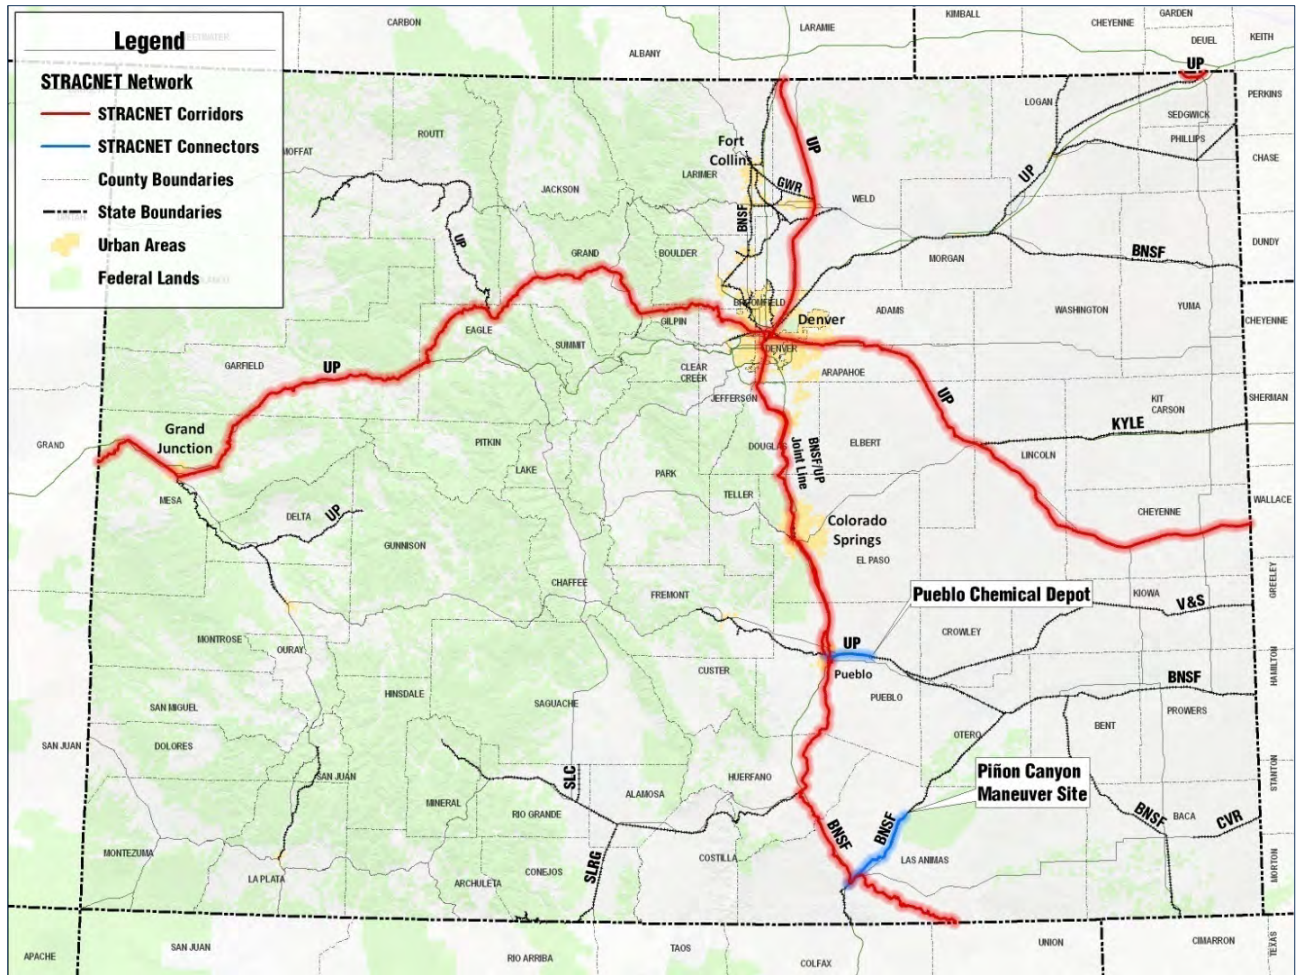 Legend
STRACNET Network
STRACNET Corridors
STRACNET Connectors
County Boundaries
State Boundaries
Urban Areas
Federal Lands
CARBON
LARAMIE
KIMBALL
CHEYENNE
GARDEN
DEUEL
KEITH
ALBANY
UP
PERKINS
LOGAN
SEDGWICK
PHILLIPS
CHASE
MOFFAT
ROUTT
JACKSON
LARIMER
Fort
Collins
UP
GWR
WELD
UP
BNSF
DUNDY
UP
GRAND
BOULDER
MORGAN
BNSF
WASHINGTON
YUMA
CHEYENNE
BROOMFIELD
ADAMS
EAGLE
GILPIN
Denver
DENVER
SUMMIT
CLEAR
CREEK
ARAPAHOE
GARFIELD
UP
JEFFERSON
UP
KIT
CARSON
SHERMAN
KYLE
GRAND
Grand
Junction
PITKIN
LAKE
DOUGLAS
BNSF/UP
Joint Line
ELBERT
LINCOLN
PARK
TELLER
MESA
DELTA
UP
GUNNISON
Colorado
Springs
EL PASO
CHEYENNE
WALLACE
CHAFFEE
FREMONT
Pueblo Chemical Depot
KIOWA
V&S
GREELEY
MONTROSE
OURAY
CROWLEY
UP
Pueblo
CUSTER
PUEBLO
HAMILTON
BNSF
HINSDALE
SAGUACHE
SAN MIGUEL
PROWERS
BENT
OTERO
SAN JUAN
DOLORES
SAN JUAN
SLC
HUERFANO
Piñon Canyon
Maneuver Site
STANTON
MINERAL
ALAMOSA
RIO GRANDE
BNSF
BNSF
BNSF
BACA
CVR
MONTEZUMA
SLRG
COSTILLA
LAS ANIMAS
MORTON
LA PLATA
ARCHULETA
CONEJOS
SAN JUAN
APACHE
RIO ARRIBA
TAOS
COLFAX
UNION
CIMARRON
TEXAS